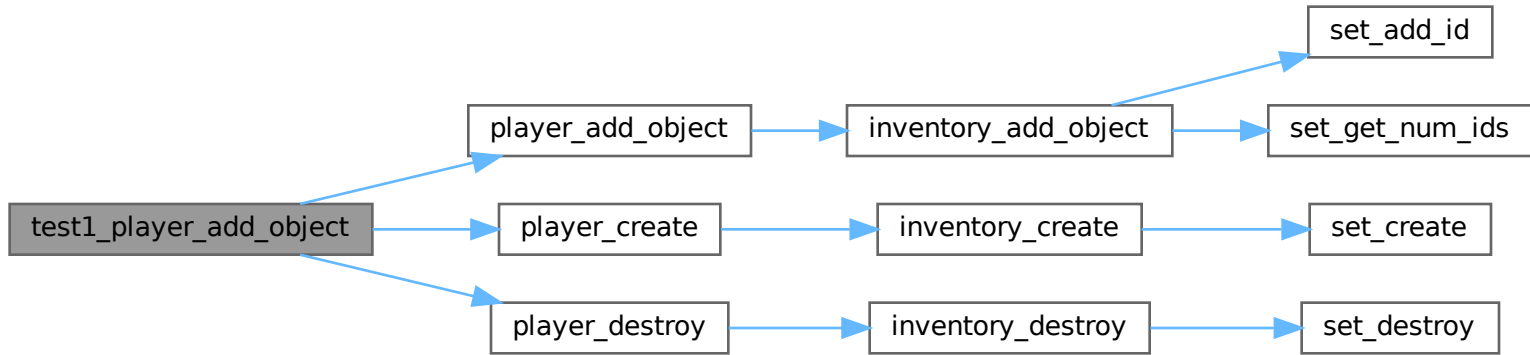 set_add_id
player_add_object
inventory_add_object
set_get_num_ids
test1_player_add_object
player_create
inventory_create
set_create
player_destroy
inventory_destroy
set_destroy